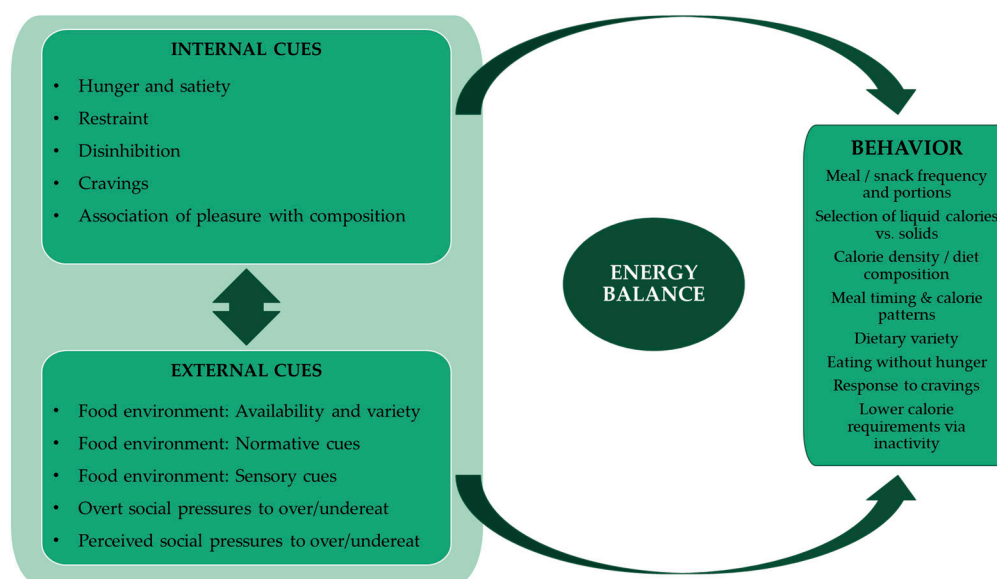 INTERNAL CUES
• Hunger and satiety
• Restraint
• Disinhibition
• Cravings
• Association of pleasure with composition
EXTERNAL CUES
• Food environment: Availability and variety
• Food environment: Normative cues
• Food environment: Sensory cues
• Overt social pressures to over/undereat
• Perceived social pressures to over/undereat
ENERGY
BALANCE
BEHAVIOR
Meal / snack frequency
and portions
Selection of liquid calories
vs. solids
Calorie density / diet
composition
Meal timing & calorie
patterns
Dietary variety
Eating without hunger
Response to cravings
Lower calorie
requirements via
inactivity